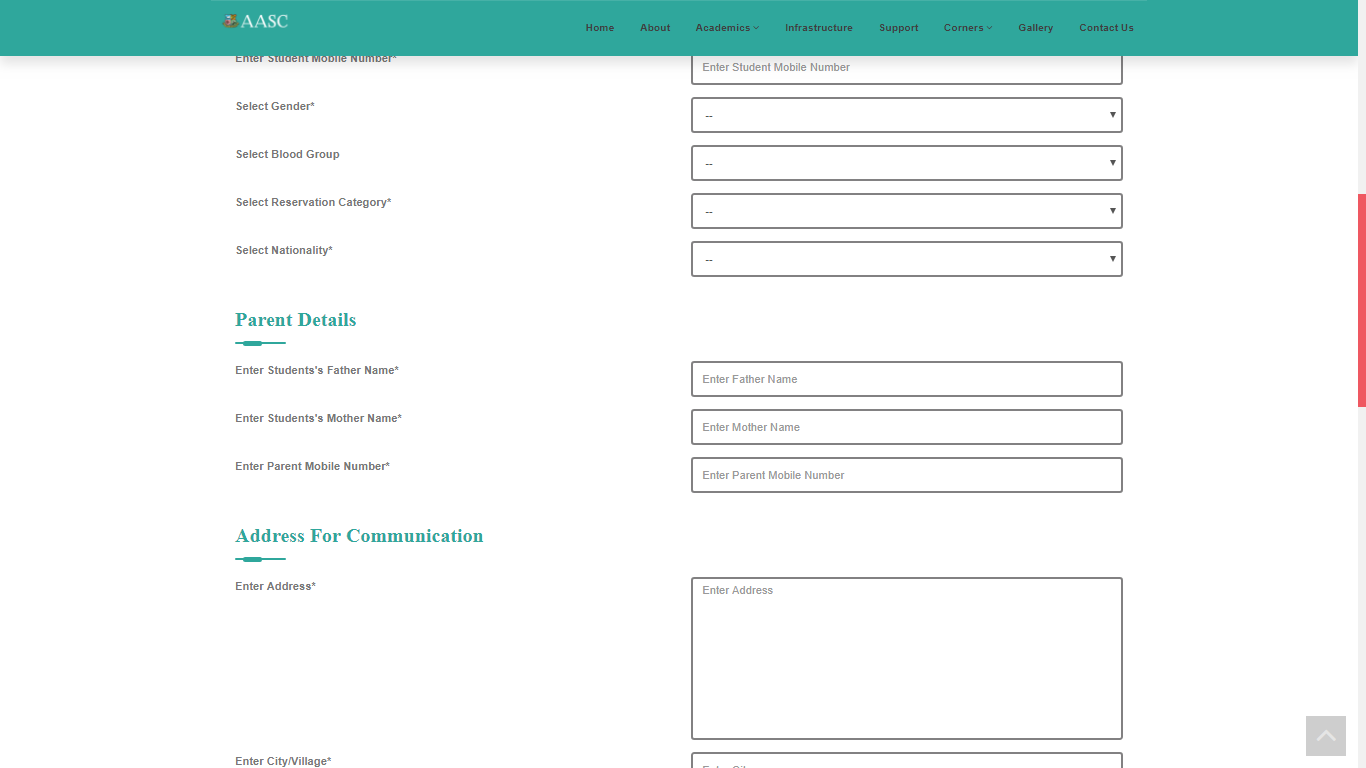 AASC
Home About Academics Infrastructure Support Corners Gallery Contact Us
Enter Student Mobile Number*
Enter Student Mobile Number
Select Gender*
--
Select Blood Group
--
Select Reservation Category*
--
Select Nationality*
--
Parent Details
Enter Students's Father Name*
Enter Father Name
Enter Students's Mother Name*
Enter Mother Name
Enter Parent Mobile Number*
Enter Parent Mobile Number
Address For Communication
Enter Address*
Enter Address
Enter City/Village*